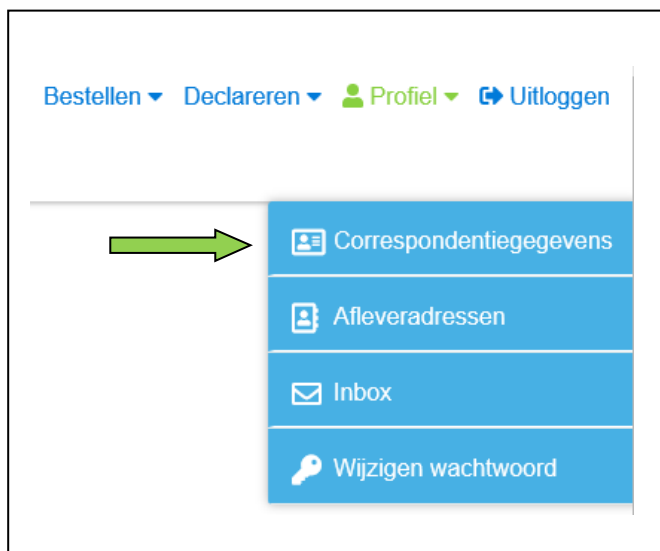 Bestellen Declareren Profiel Uitloggen
Correspondentiegegevens
Afleveradressen
Inbox
Wijzigen wachtwoord